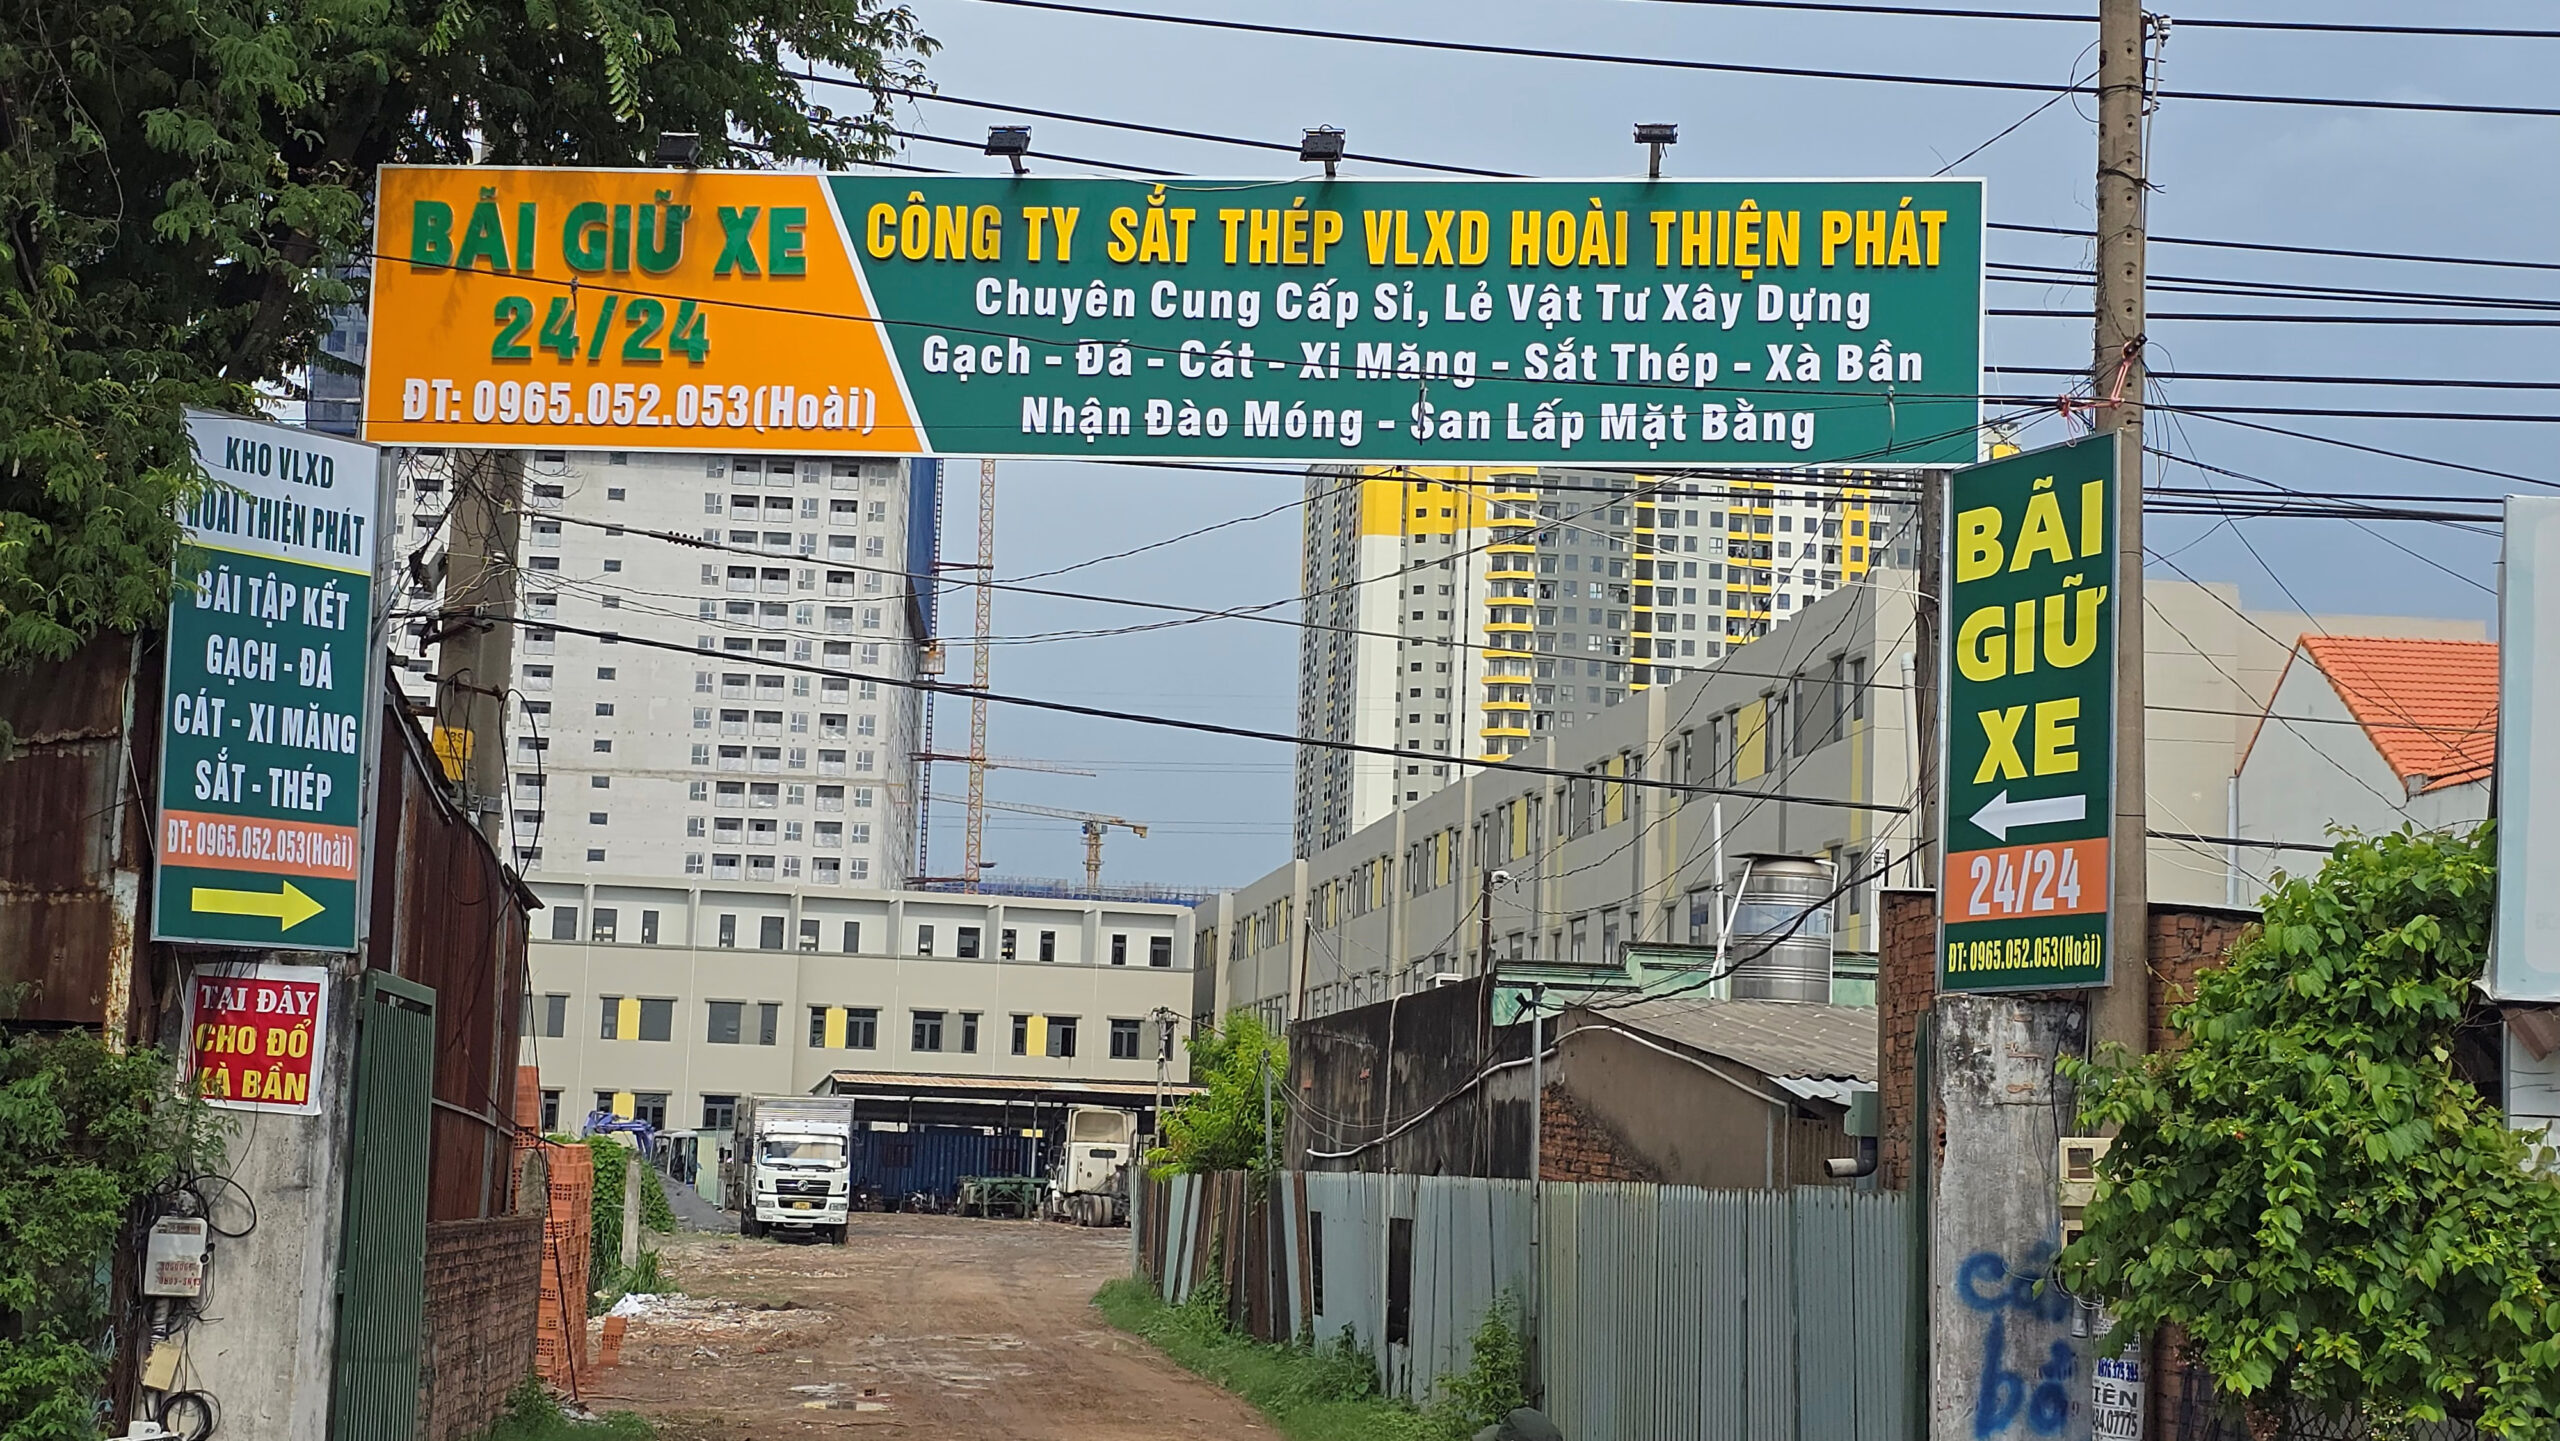 BÃI GIỮ XE
24/24
ĐT: 0965.052.053(Hoài)
CÔNG TY SẮT THÉP VLXD HOÀI THIỆN PHÁT
Chuyên Cung Cấp Sỉ, Lẻ Vật Tư Xây Dựng
Gạch - Đá - Cát - Xi Măng - Sắt Thép - Xà Bần
Nhận Đào Móng - San Lấp Mặt Bằng
KHO VLXD
HOÀI THIỆN PHÁT
BÃI TẬP KẾT
GẠCH - ĐÁ
CÁT - XI MĂNG
SẮT - THÉP
ĐT: 0965.052.053(Hoài)
TẠI ĐÂY
CHO ĐỔ
XÀ BẦN
BÃI
GIỮ
XE
24/24
ĐT: 0965.052.053(Hoài)